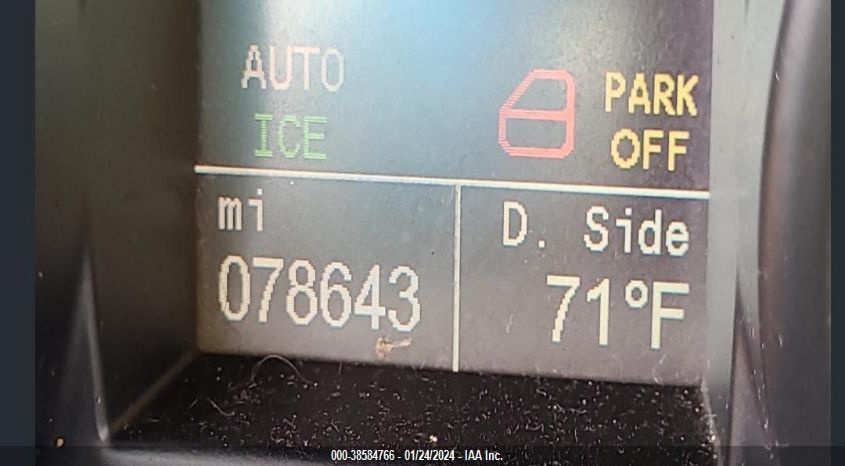 AUTO
ICE
PARK
OFF
mi
078643
D. Side
71°F
000-38584766 - 01/24/2024 - IAA Inc.